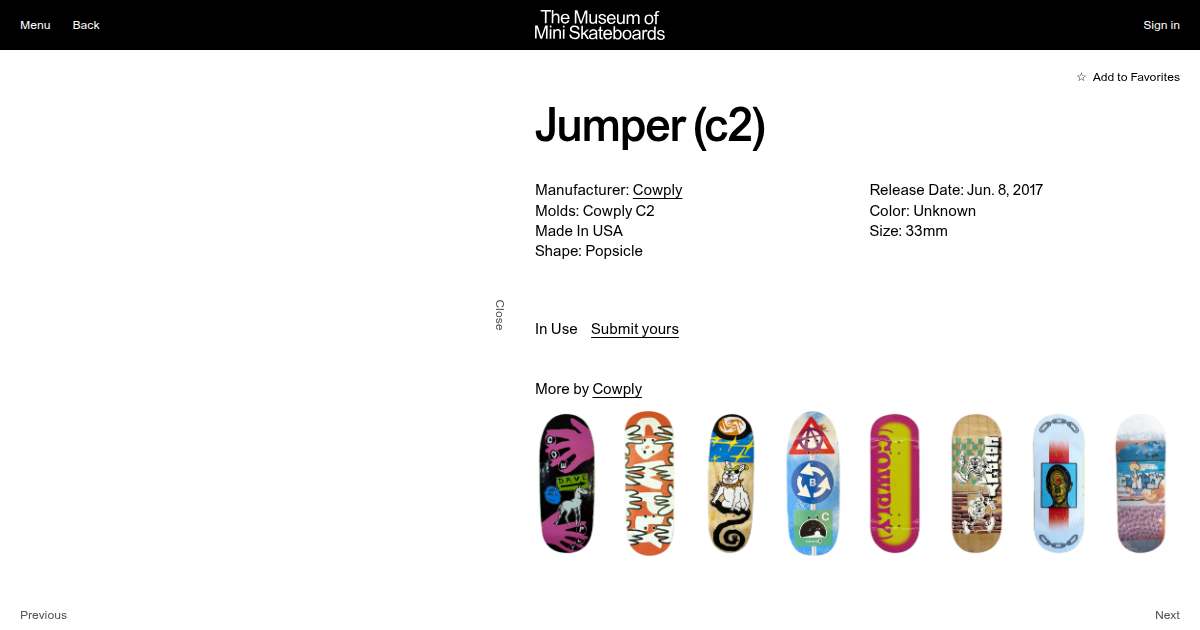 Menu
Back
The Museum of
Mini Skateboards
Sign in
☆ Add to Favorites
Jumper (c2)
Manufacturer: Cowply
Molds: Cowply C2
Made In USA
Shape: Popsicle
Release Date: Jun. 8, 2017
Color: Unknown
Size: 33mm
Close
In Use
Submit yours
More by Cowply
DAVE
A
B
C
COWPLY
Previous
Next